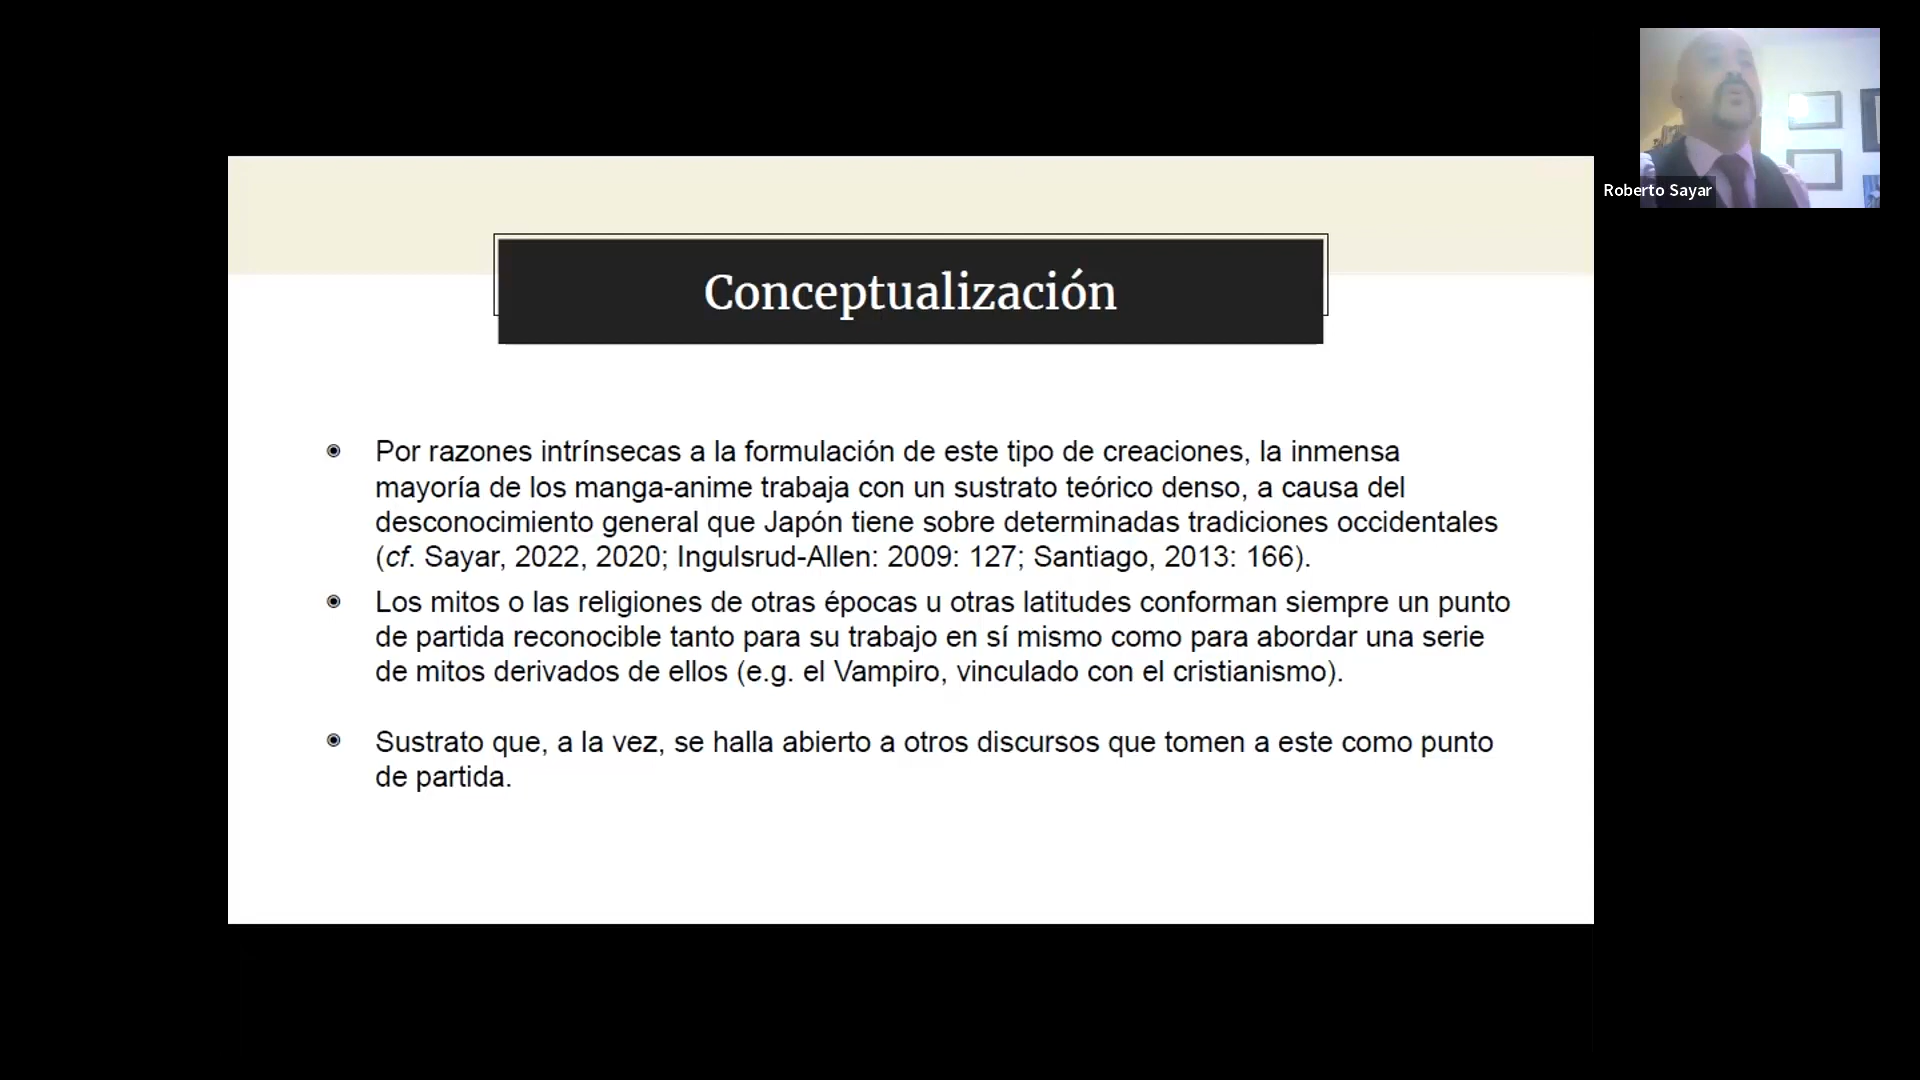 Roberto Sayar
Conceptualización
Por razones intrínsecas a la formulación de este tipo de creaciones, la inmensa
mayoría de los manga-anime trabaja con un sustrato teórico denso, a causa del
desconocimiento general que Japón tiene sobre determinadas tradiciones occidentales
(cf. Sayar, 2022, 2020; Ingulsrud-Allen: 2009: 127; Santiago, 2013: 166).
Los mitos o las religiones de otras épocas u otras latitudes conforman siempre un punto
de partida reconocible tanto para su trabajo en sí mismo como para abordar una serie
de mitos derivados de ellos (e.g. el Vampiro, vinculado con el cristianismo).
Sustrato que, a la vez, se halla abierto a otros discursos que tomen a este como punto
de partida.